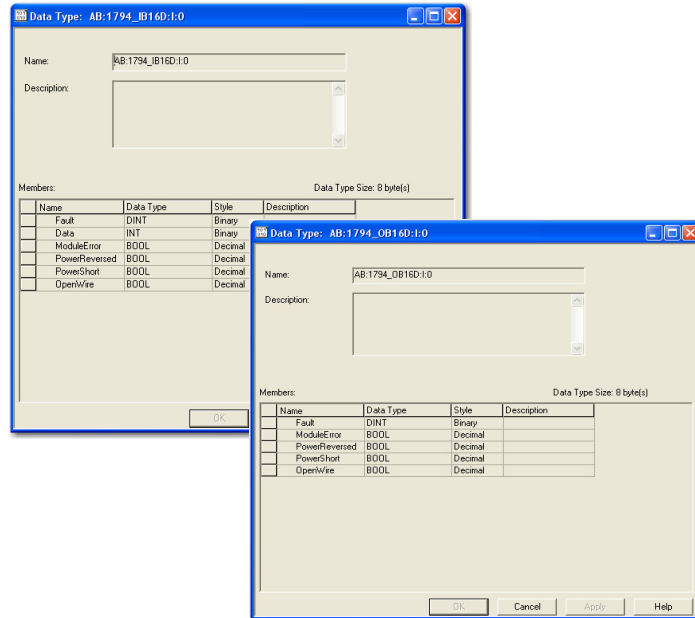 Data Type: AB:1794_IB16D:I:0
Name: AB:1794_IB16D:I:0
Description:
Members: Data Type Size: 8 byte(s)
Name Data Type Style Description
Fault DINT Binary
Data INT Binary
ModuleError BOOL Decimal
PowerReversed BOOL Decimal
PowerShort BOOL Decimal
OpenWire BOOL Decimal
OK
Data Type: AB:1794_OB16D:I:0
Name: AB:1794_OB16D:I:0
Description:
Members: Data Type Size: 8 byte(s)
Name Data Type Style Description
Fault DINT Binary
ModuleError BOOL Decimal
PowerReversed BOOL Decimal
PowerShort BOOL Decimal
OpenWire BOOL Decimal
OK Cancel Apply Help